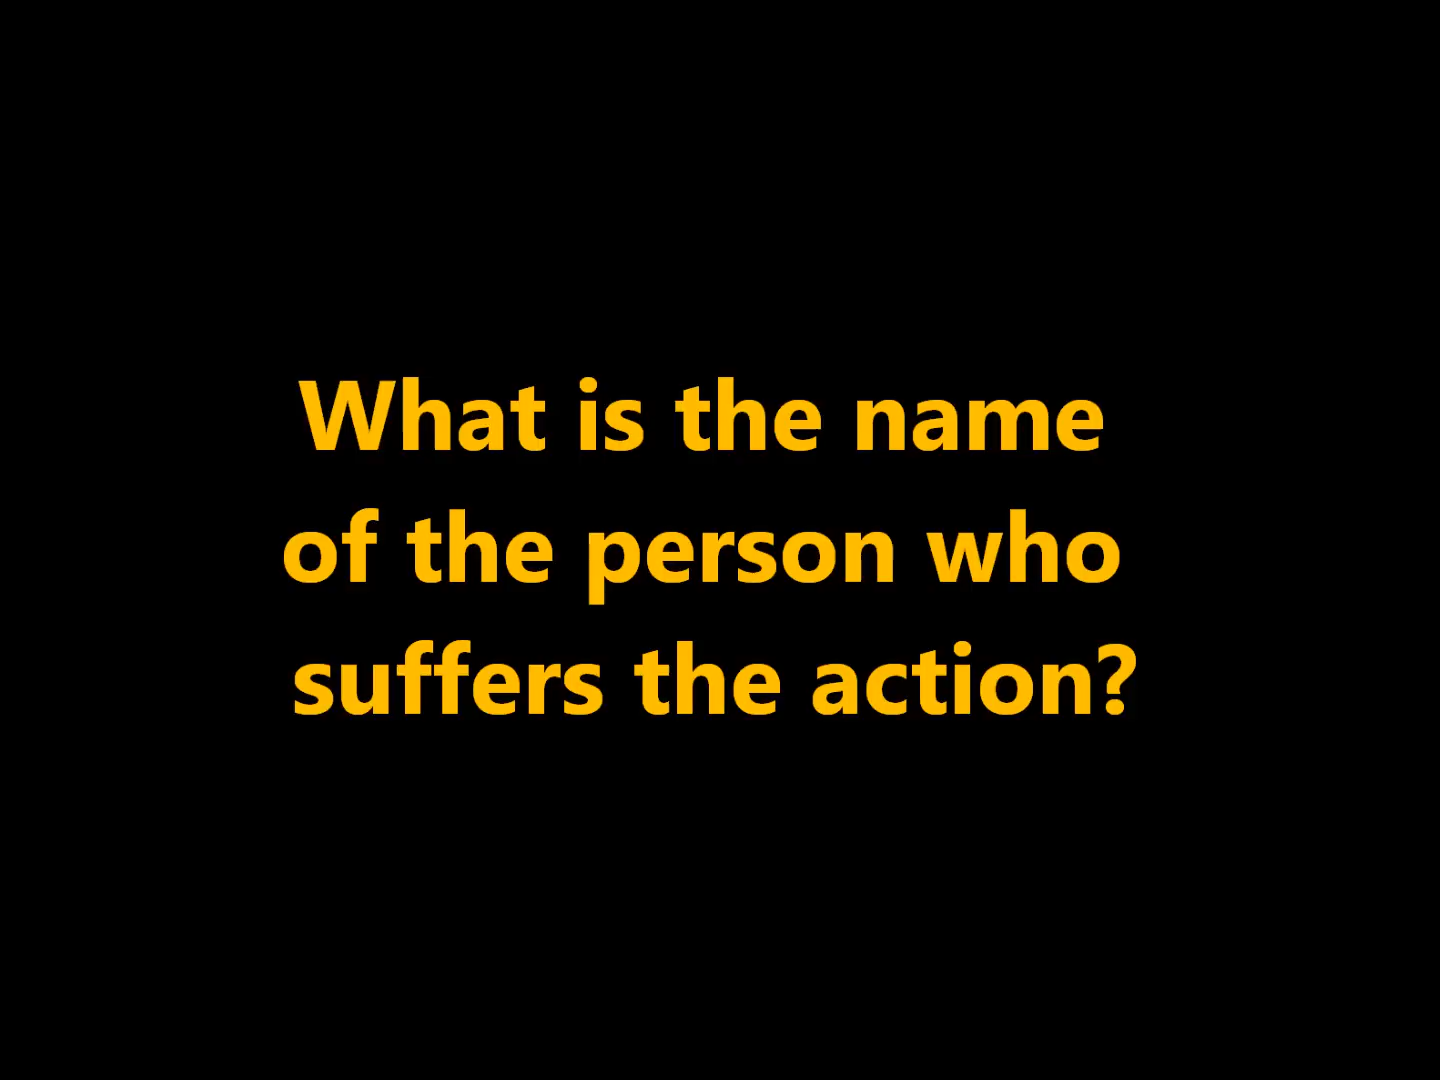 What is the name
of the person who
suffers the action?